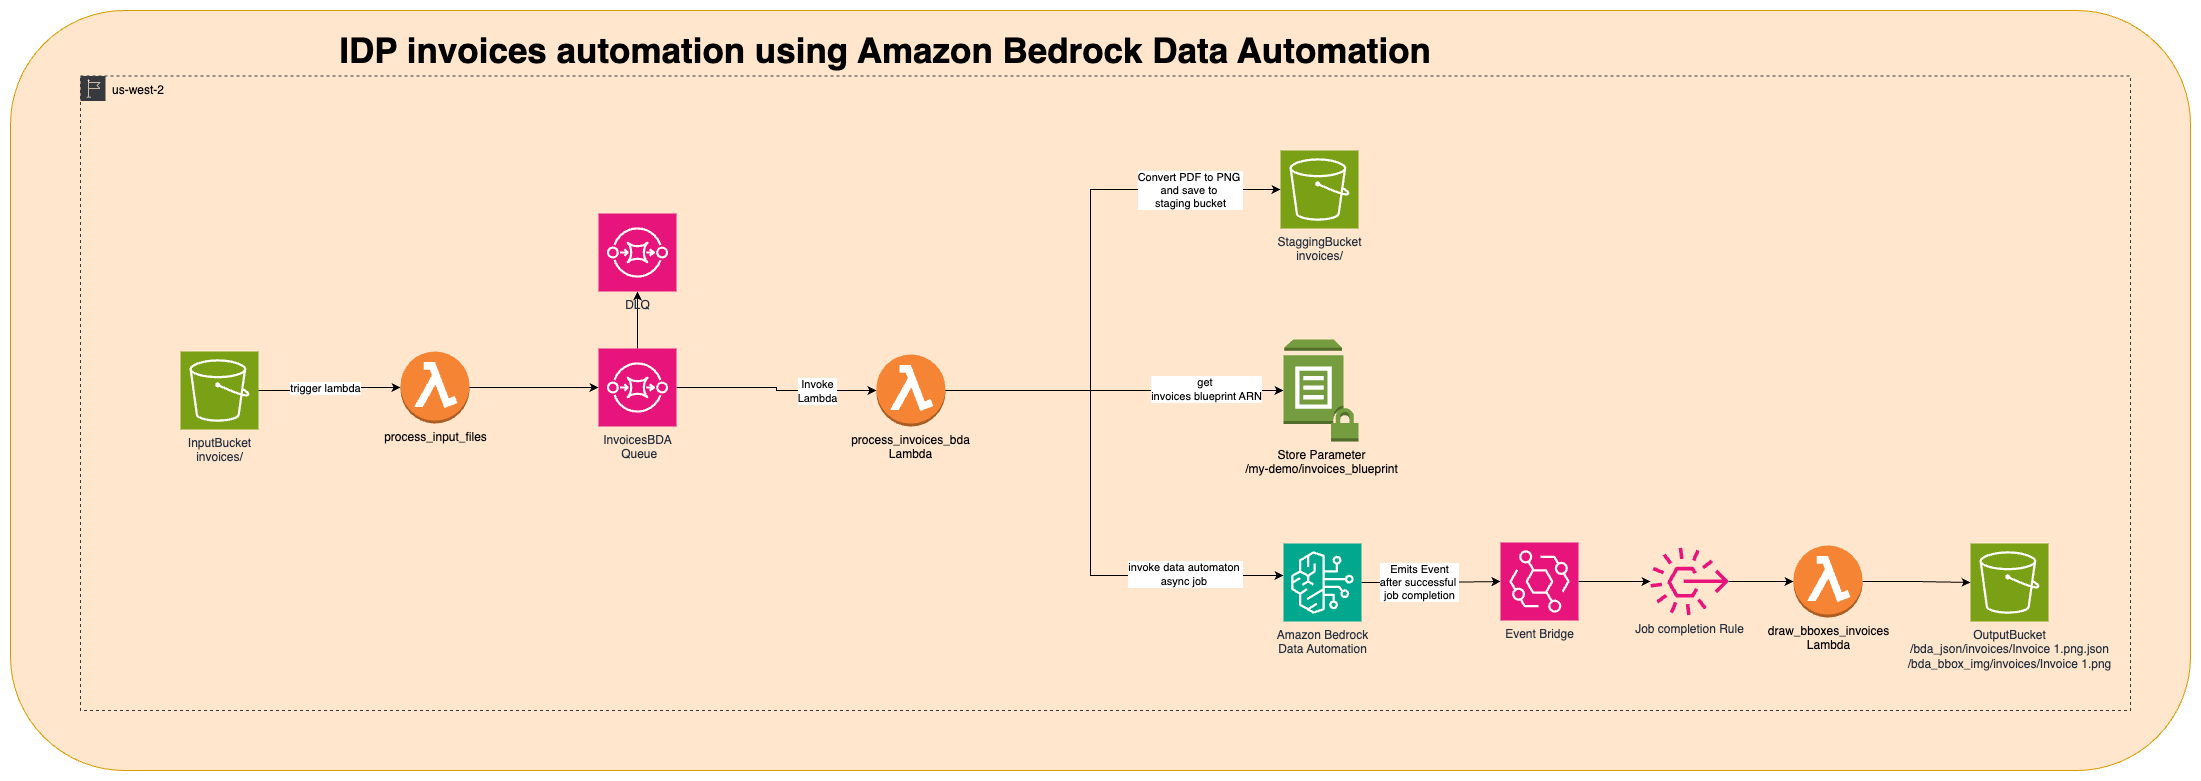 IDP invoices automation using Amazon Bedrock Data Automation
us-west-2
Convert PDF to PNG
and save to
staging bucket
StaggingBucket
invoices/
DLQ
trigger lambda
Invoke
Lambda
get
invoices blueprint ARN
InputBucket
invoices/
process_input_files
InvoicesBDA
Queue
process_invoices_bda
Lambda
Store Parameter
/my-demo/invoices_blueprint
invoke data automaton
async job
Emits Event
after successful
job completion
Amazon Bedrock
Data Automation
Event Bridge
Job completion Rule
draw_bboxes_invoices
Lambda
OutputBucket
/bda_json/invoices/Invoice 1.png.json
/bda_bbox_img/invoices/Invoice 1.png